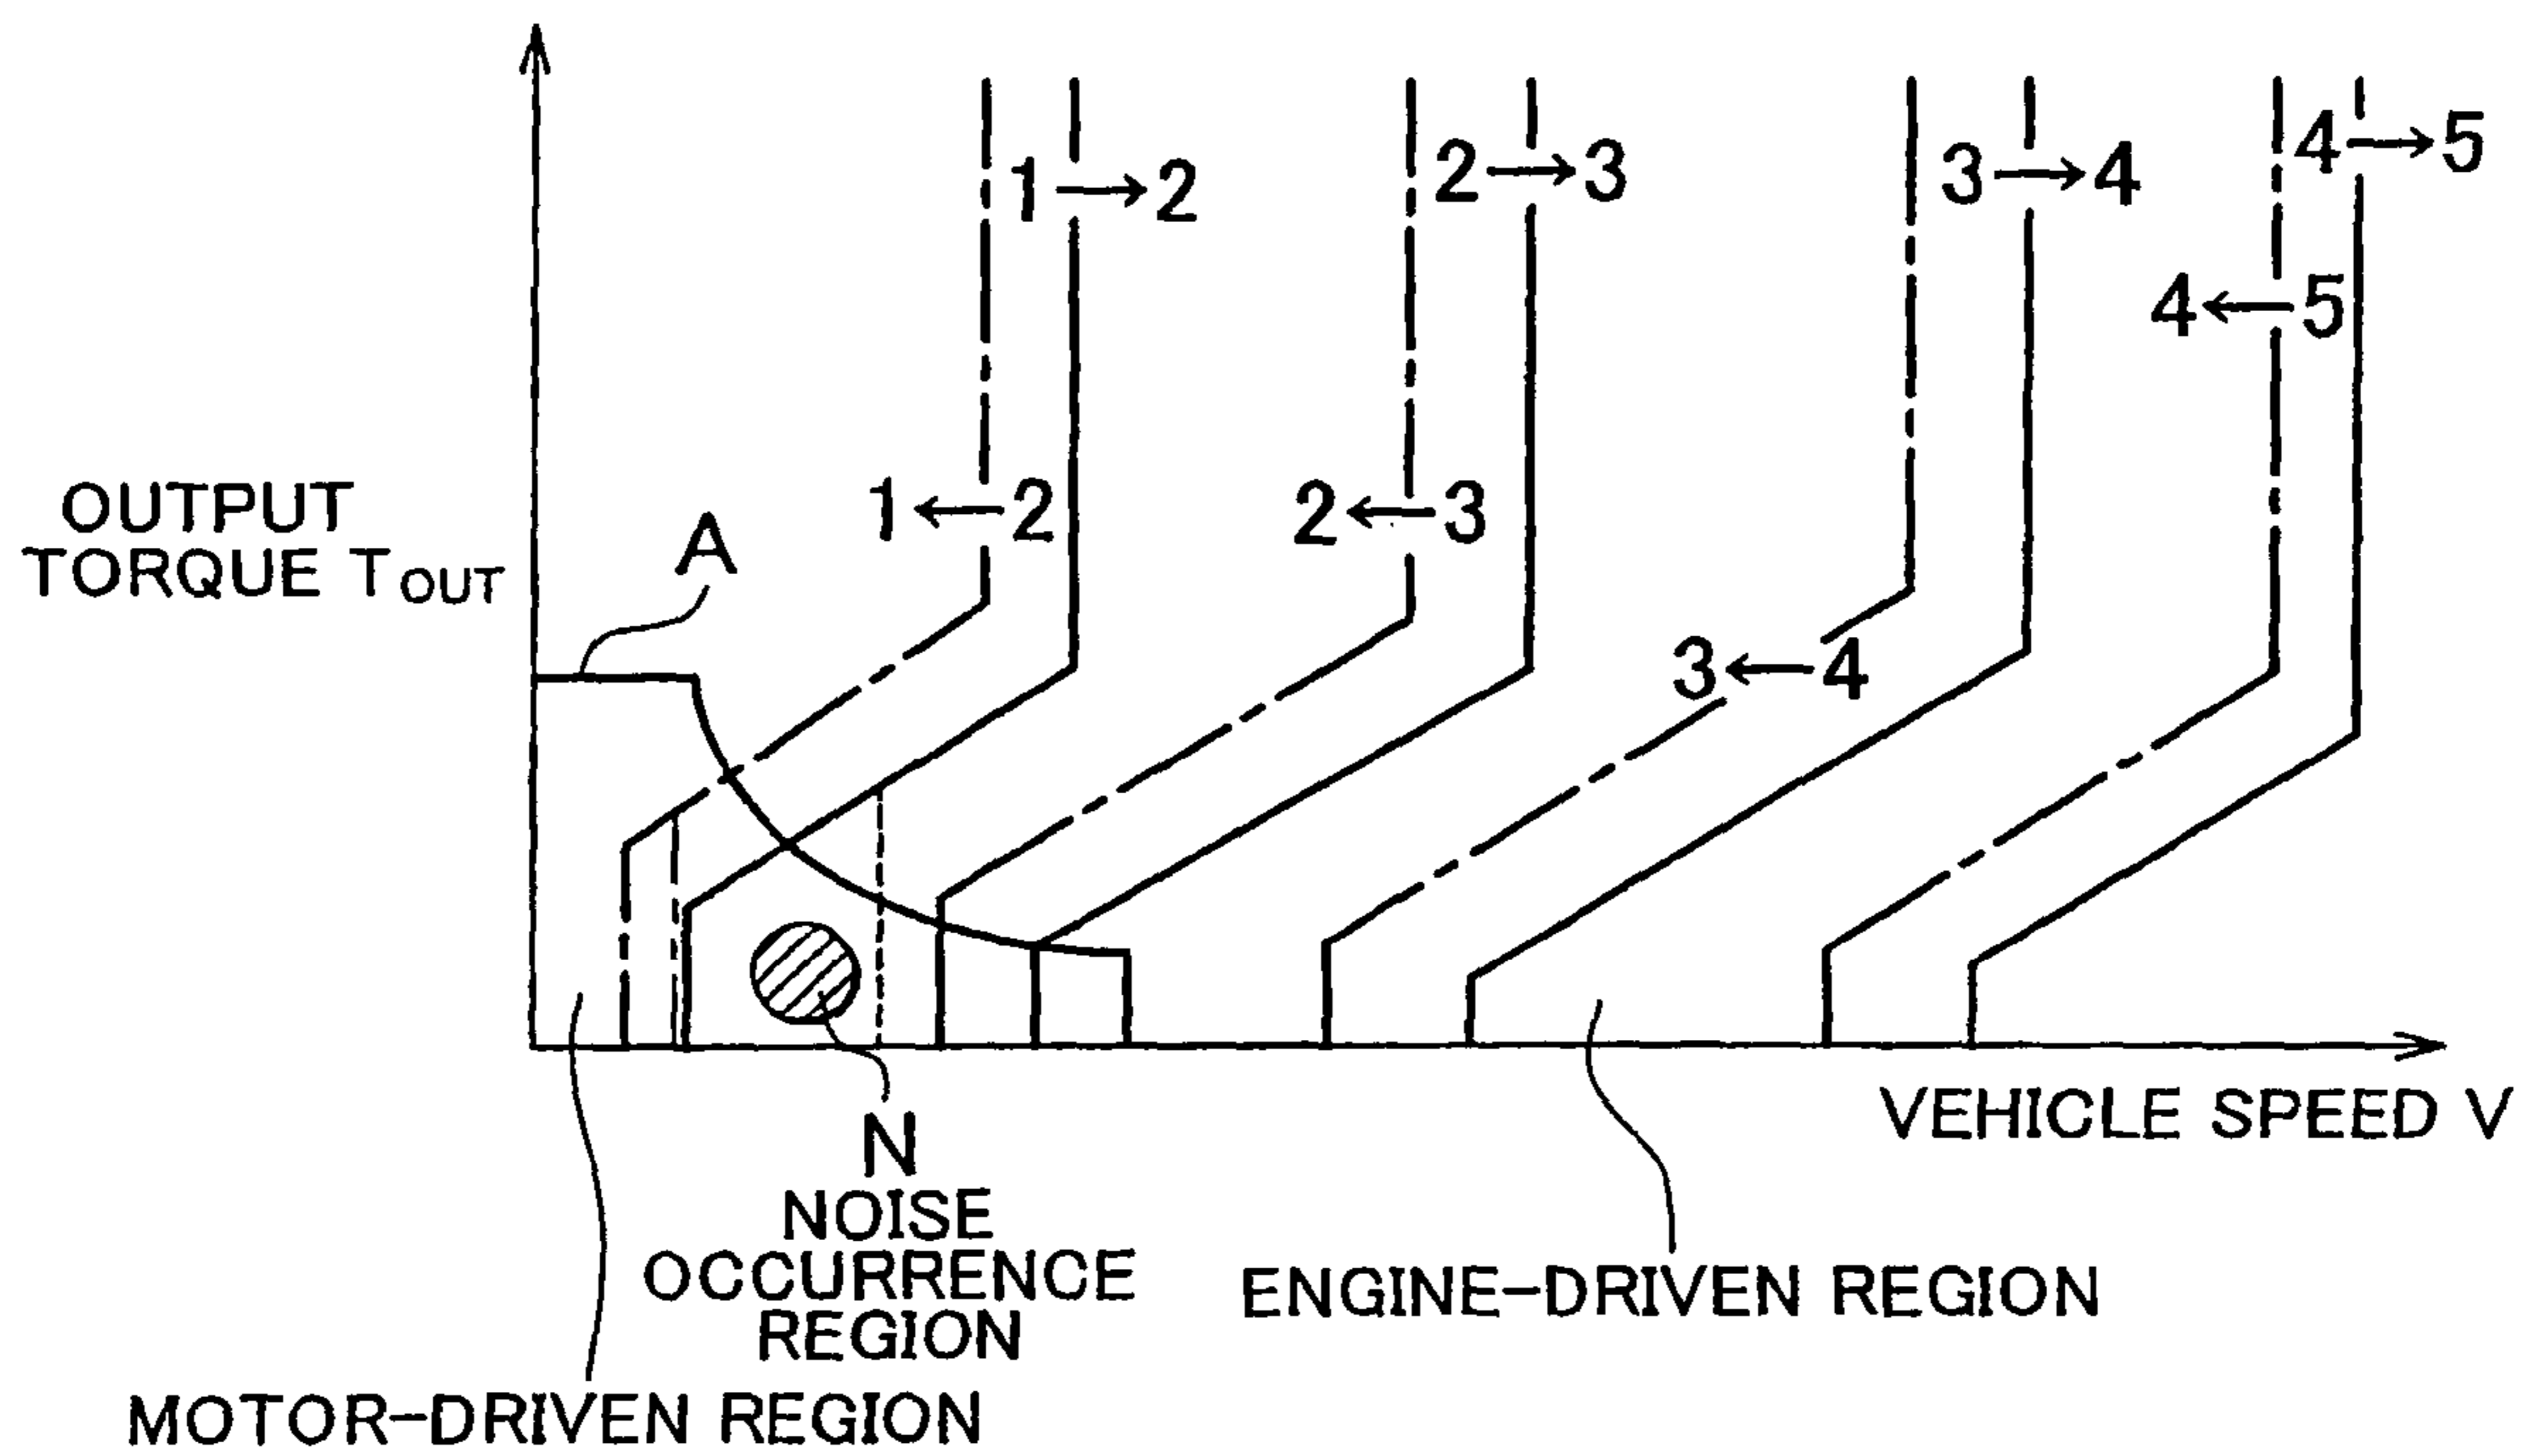 1→2
2→3
3→4
4→5
4←5
1←2
2←3
3←4
OUTPUT
TORQUE TOUT
A
VEHICLE SPEED V
N
NOISE
OCCURRENCE
REGION
ENGINE-DRIVEN REGION
MOTOR-DRIVEN REGION